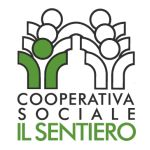 COOPERATIVA
SOCIALE
IL SENTIERO